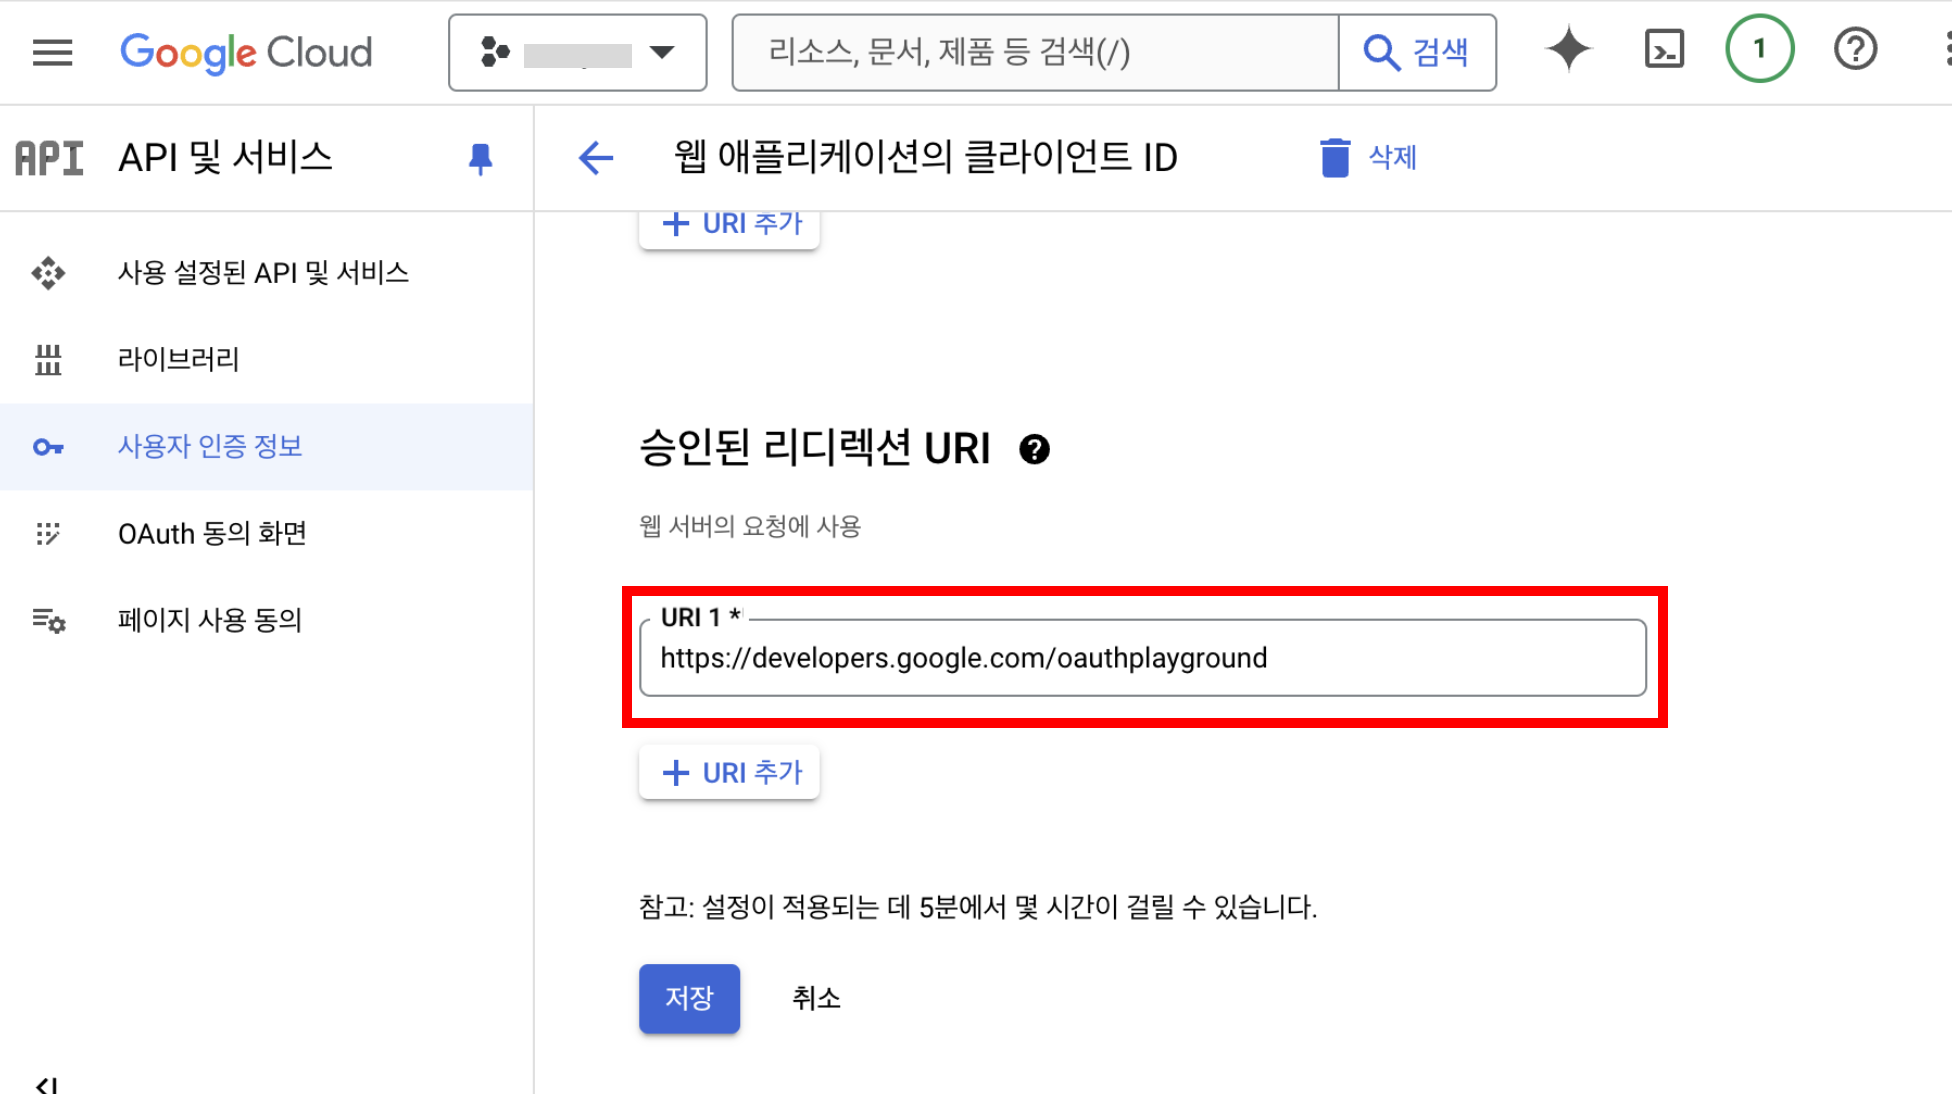 Google Cloud
리소스, 문서, 제품 등 검색(/)
검색
1
API
API 및 서비스
웹 애플리케이션의 클라이언트 ID
삭제
URI 추가
사용 설정된 API 및 서비스
라이브러리
사용자 인증 정보
OAuth 동의 화면
페이지 사용 동의
승인된 리디렉션 URI
웹 서버의 요청에 사용
URI 1 *
https://developers.google.com/oauthplayground
URI 추가
참고: 설정이 적용되는 데 5분에서 몇 시간이 걸릴 수 있습니다.
저장
취소